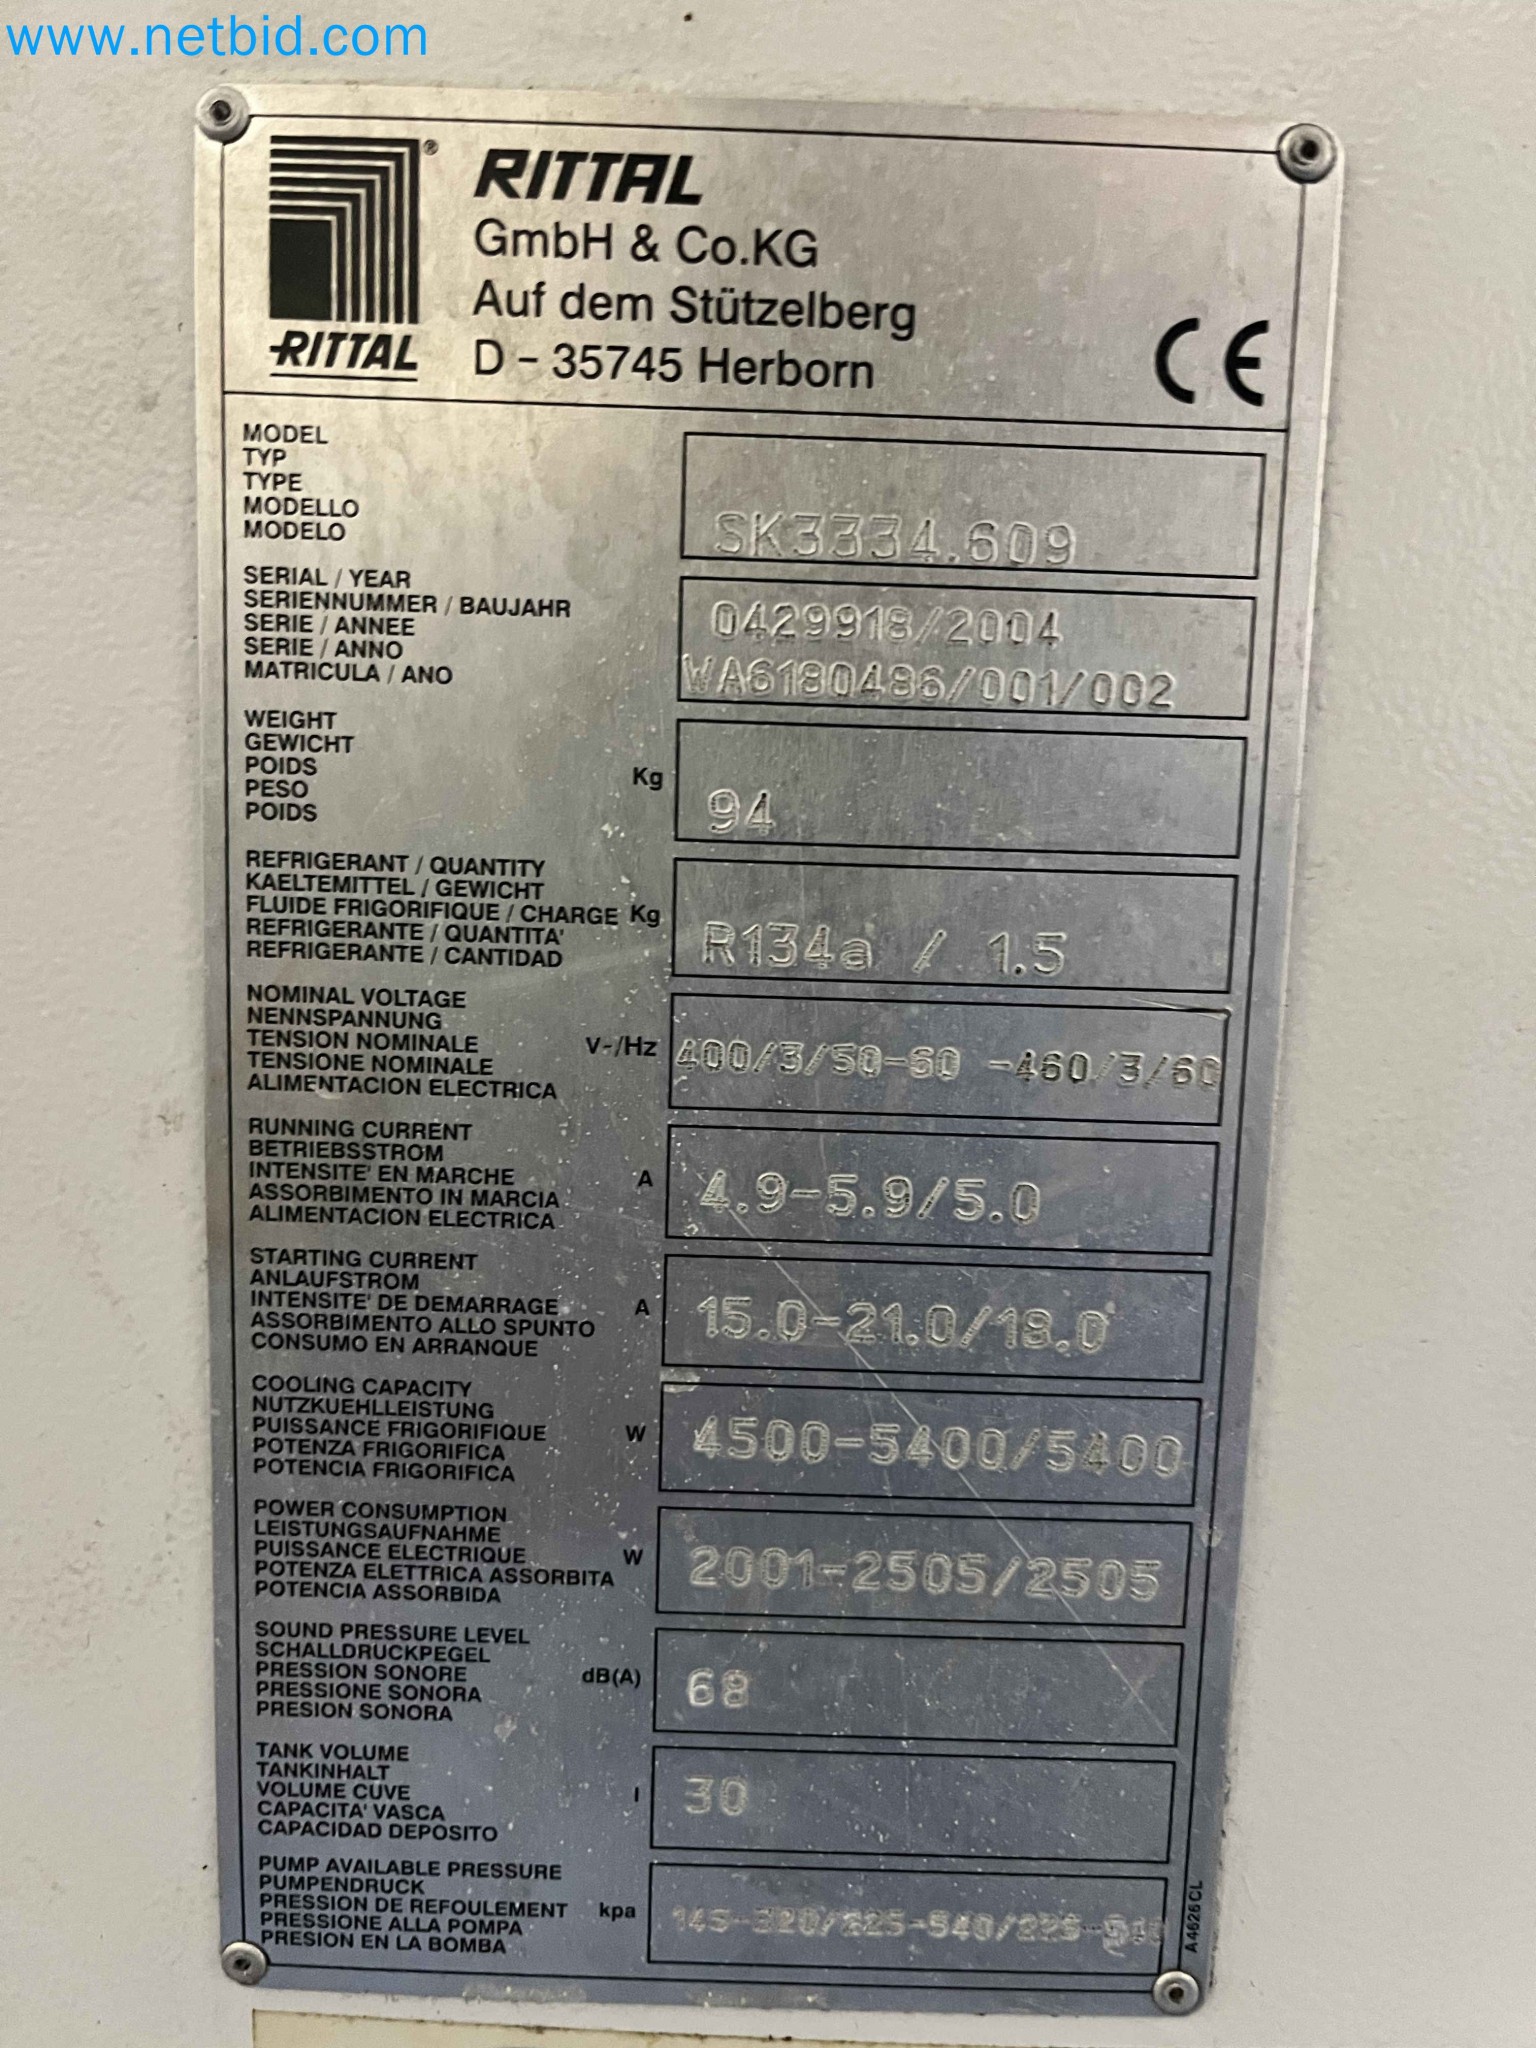 www.netbid.com
®
RITTAL
RITTAL
GmbH & Co.KG
Auf dem Stützelberg
D - 35745 Herborn
CE
MODEL
TYP
TYPE
MODELLO
MODELO
SK3334.609
SERIAL / YEAR
SERIENNUMMER / BAUJAHR
SERIE / ANNEE
SERIE / ANNO
MATRICULA / ANO
0429918/2004
WA6180486/001/002
WEIGHT
GEWICHT
POIDS
PESO
POIDS
Kg
94
REFRIGERANT / QUANTITY
KAELTEMITTEL / GEWICHT
FLUIDE FRIGORIFIQUE / CHARGE Kg
REFRIGERANTE / QUANTITA'
REFRIGERANTE / CANTIDAD
R134a / 1.5
NOMINAL VOLTAGE
NENNSPANNUNG
TENSION NOMINALE
TENSIONE NOMINALE
ALIMENTACION ELECTRICA
V~/Hz
400/3/50-60 -460/3/60
RUNNING CURRENT
BETRIEBSSTROM
INTENSITE' EN MARCHE
ASSORBIMENTO IN MARCIA
ALIMENTACION ELECTRICA
A
4.9-5.9/5.0
STARTING CURRENT
ANLAUFSTROM
INTENSITE' DE DEMARRAGE
ASSORBIMENTO ALLO SPUNTO
CONSUMO EN ARRANQUE
A
15.0-21.0/18.0
COOLING CAPACITY
NUTZKUEHLLEISTUNG
PUISSANCE FRIGORIFIQUE
POTENZA FRIGORIFICA
POTENCIA FRIGORIFICA
W
4500-5400/5400
POWER CONSUMPTION
LEISTUNGSAUFNAHME
PUISSANCE ELECTRIQUE
POTENZA ELETTRICA ASSORBITA
POTENCIA ASSORBIDA
W
2001-2505/2505
SOUND PRESSURE LEVEL
SCHALLDRUCKPEGEL
PRESSION SONORE
PRESSIONE SONORA
PRESION SONORA
dB(A)
68
TANK VOLUME
TANKINHALT
VOLUME CUVE
CAPACITA' VASCA
CAPACIDAD DEPOSITO
l
30
PUMP AVAILABLE PRESSURE
PUMPENDRUCK
PRESSION DE REFOULEMENT
PRESSIONE ALLA POMPA
PRESION EN LA BOMBA
kpa
145-320/225-540/225-540
A4626CL